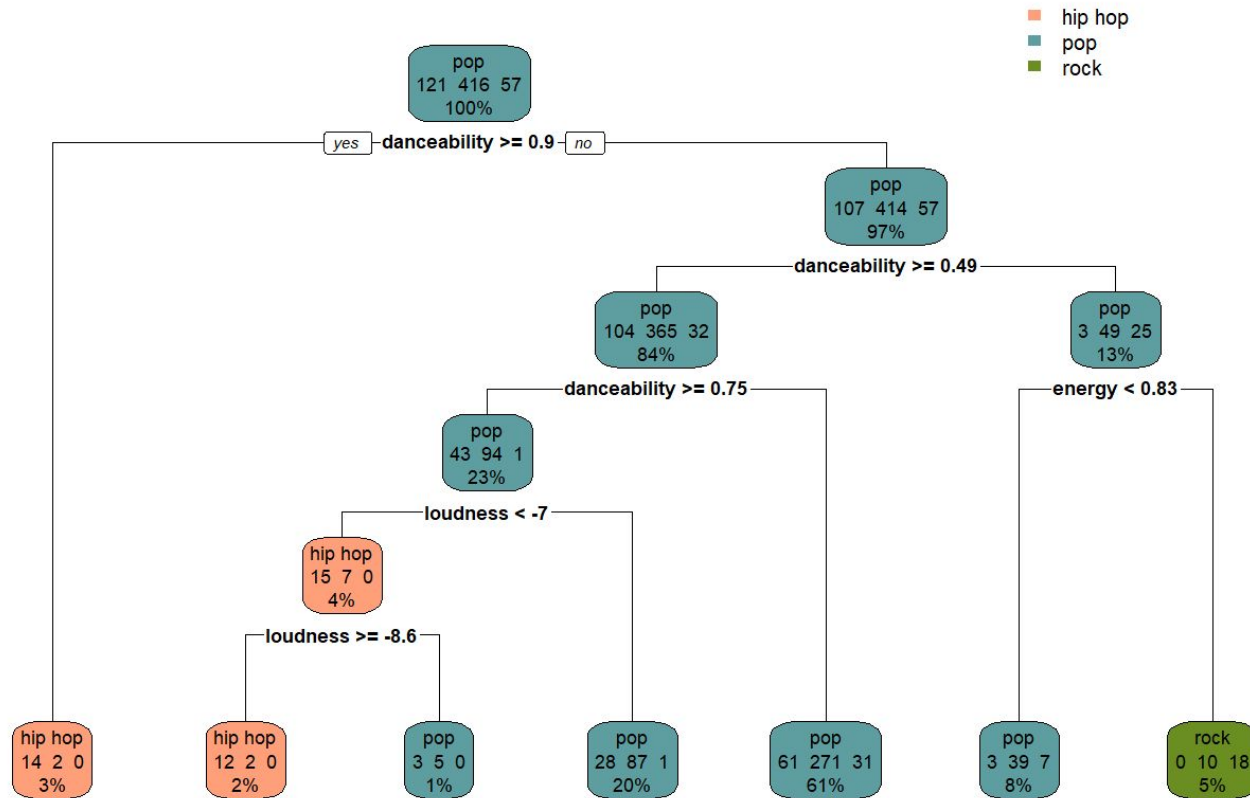 hip hop
pop
rock
pop
121 416 57
100%
yes danceability >= 0.9 no
pop
107 414 57
97%
danceability >= 0.49
pop
104 365 32
84%
pop
3 49 25
13%
danceability >= 0.75
energy < 0.83
pop
43 94 1
23%
loudness < -7
hip hop
15 7 0
4%
loudness >= -8.6
hip hop
14 2 0
3%
hip hop
12 2 0
2%
pop
3 5 0
1%
pop
28 87 1
20%
pop
61 271 31
61%
pop
3 39 7
8%
rock
0 10 18
5%